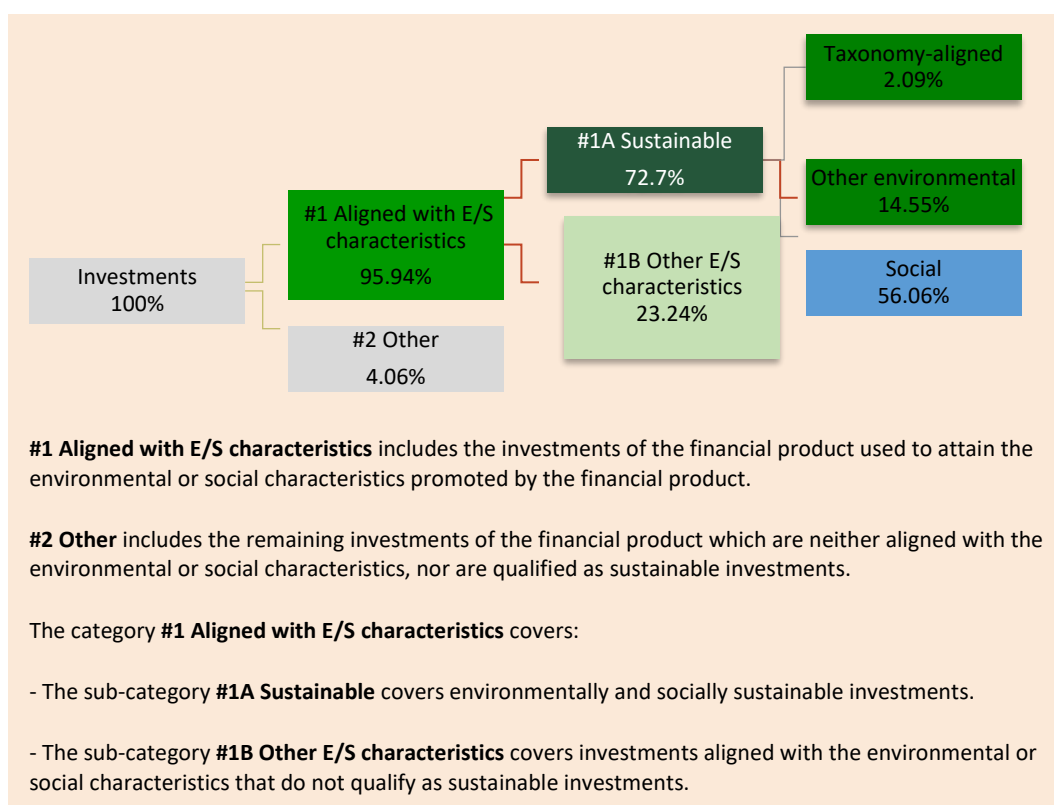 Taxonomy-aligned
2.09%
#1A Sustainable
72.7%
Other environmental
14.55%
#1 Aligned with E/S
characteristics
95.94%
#1B Other E/S
characteristics
23.24%
Social
56.06%
Investments
100%
#2 Other
4.06%
#1 Aligned with E/S characteristics includes the investments of the financial product used to attain the
environmental or social characteristics promoted by the financial product.
#2 Other includes the remaining investments of the financial product which are neither aligned with the
environmental or social characteristics, nor are qualified as sustainable investments.
The category #1 Aligned with E/S characteristics covers:
- The sub-category #1A Sustainable covers environmentally and socially sustainable investments.
- The sub-category #1B Other E/S characteristics covers investments aligned with the environmental or
social characteristics that do not qualify as sustainable investments.